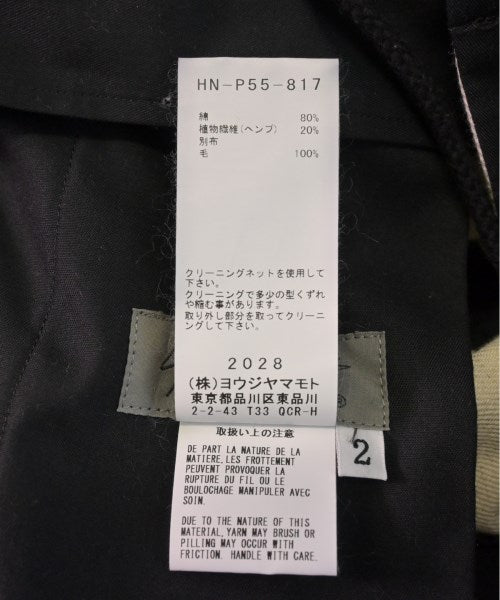 HN-P55-817
綿 80%
植物繊維(ヘンプ) 20%
別布
毛 100%
クリーニングネットを使用して
下さい。
クリーニングで多少の型くずれ
や縮む事があります。
取り外し部分を取ってクリーニ
ングして下さい。
2028
(株)ヨウジヤマモト
東京都品川区東品川
2-2-43 T33 QCR-H
取扱い上の注意
DE PART LA NATURE DE LA
MATIERE,LES FROTTEMENT
PEUVENT PROVOQUER LA
RUPTURE DU FIL OU LE
BOULOCHAGE MANIPULER AVEC
SOIN.
DUE TO THE NATURE OF THIS
MATERIAL, YARN MAY BRUSH OR
PILLING MAY OCCUR WITH
FRICTION. HANDLE WITH CARE.
2
®